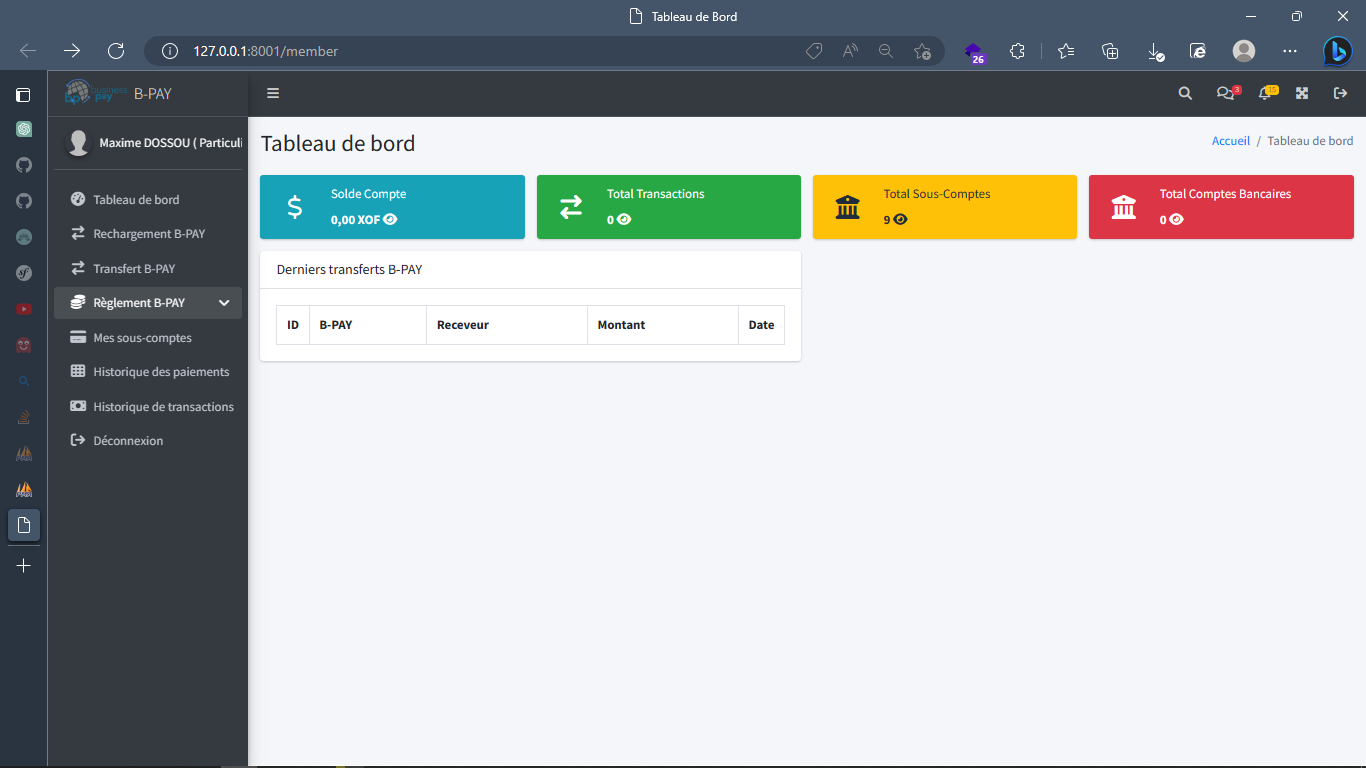 Tableau de Bord
127.0.0.1:8001/member
26
business pay
bp
B-PAY
3
15
Maxime DOSSOU ( Particuli
Tableau de bord
Accueil / Tableau de bord
Tableau de bord
Rechargement B-PAY
Transfert B-PAY
Règlement B-PAY
Mes sous-comptes
Historique des paiements
Historique de transactions
Déconnexion
Solde Compte
0,00 XOF
Total Transactions
0
Total Sous-Comptes
9
Total Comptes Bancaires
0
Derniers transferts B-PAY
ID B-PAY Receveur Montant Date